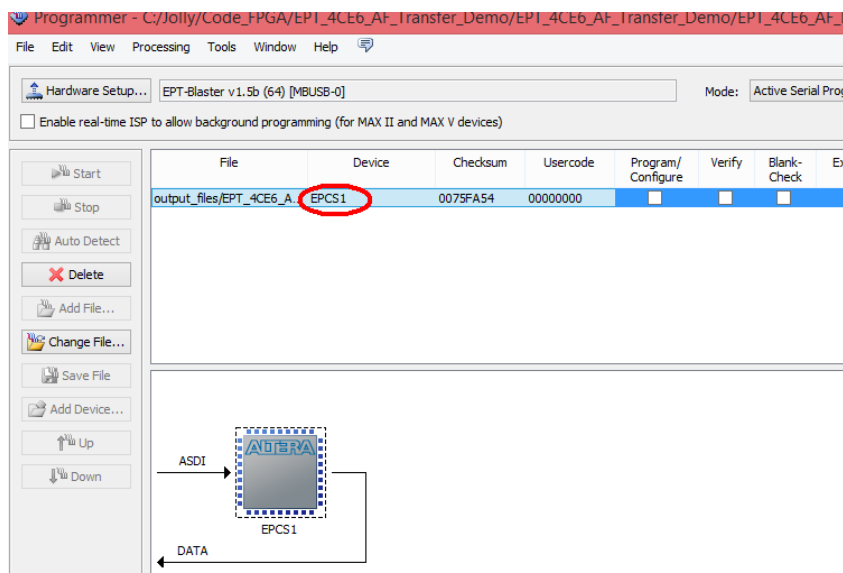 Programmer - C:/Jolly/Code_FPGA/EPT_4CE6_AF_Transfer_Demo/EPT_4CE6_AF_Transfer_Demo/EPT_4CE6_AF_
File Edit View Processing Tools Window Help
Hardware Setup... EPT-Blaster v1.5b (64) [MBUSB-0] Mode: Active Serial Prog
Enable real-time ISP to allow background programming (for MAX II and MAX V devices)
File Device Checksum Usercode Program/ Configure Verify Blank- Check Ex
output_files/EPT_4CE6_A... EPCS1 0075FA54 00000000
Start
Stop
Auto Detect
Delete
Add File...
Change File...
Save File
Add Device...
Up
Down
ASDI
ALTERA
EPCS1
DATA